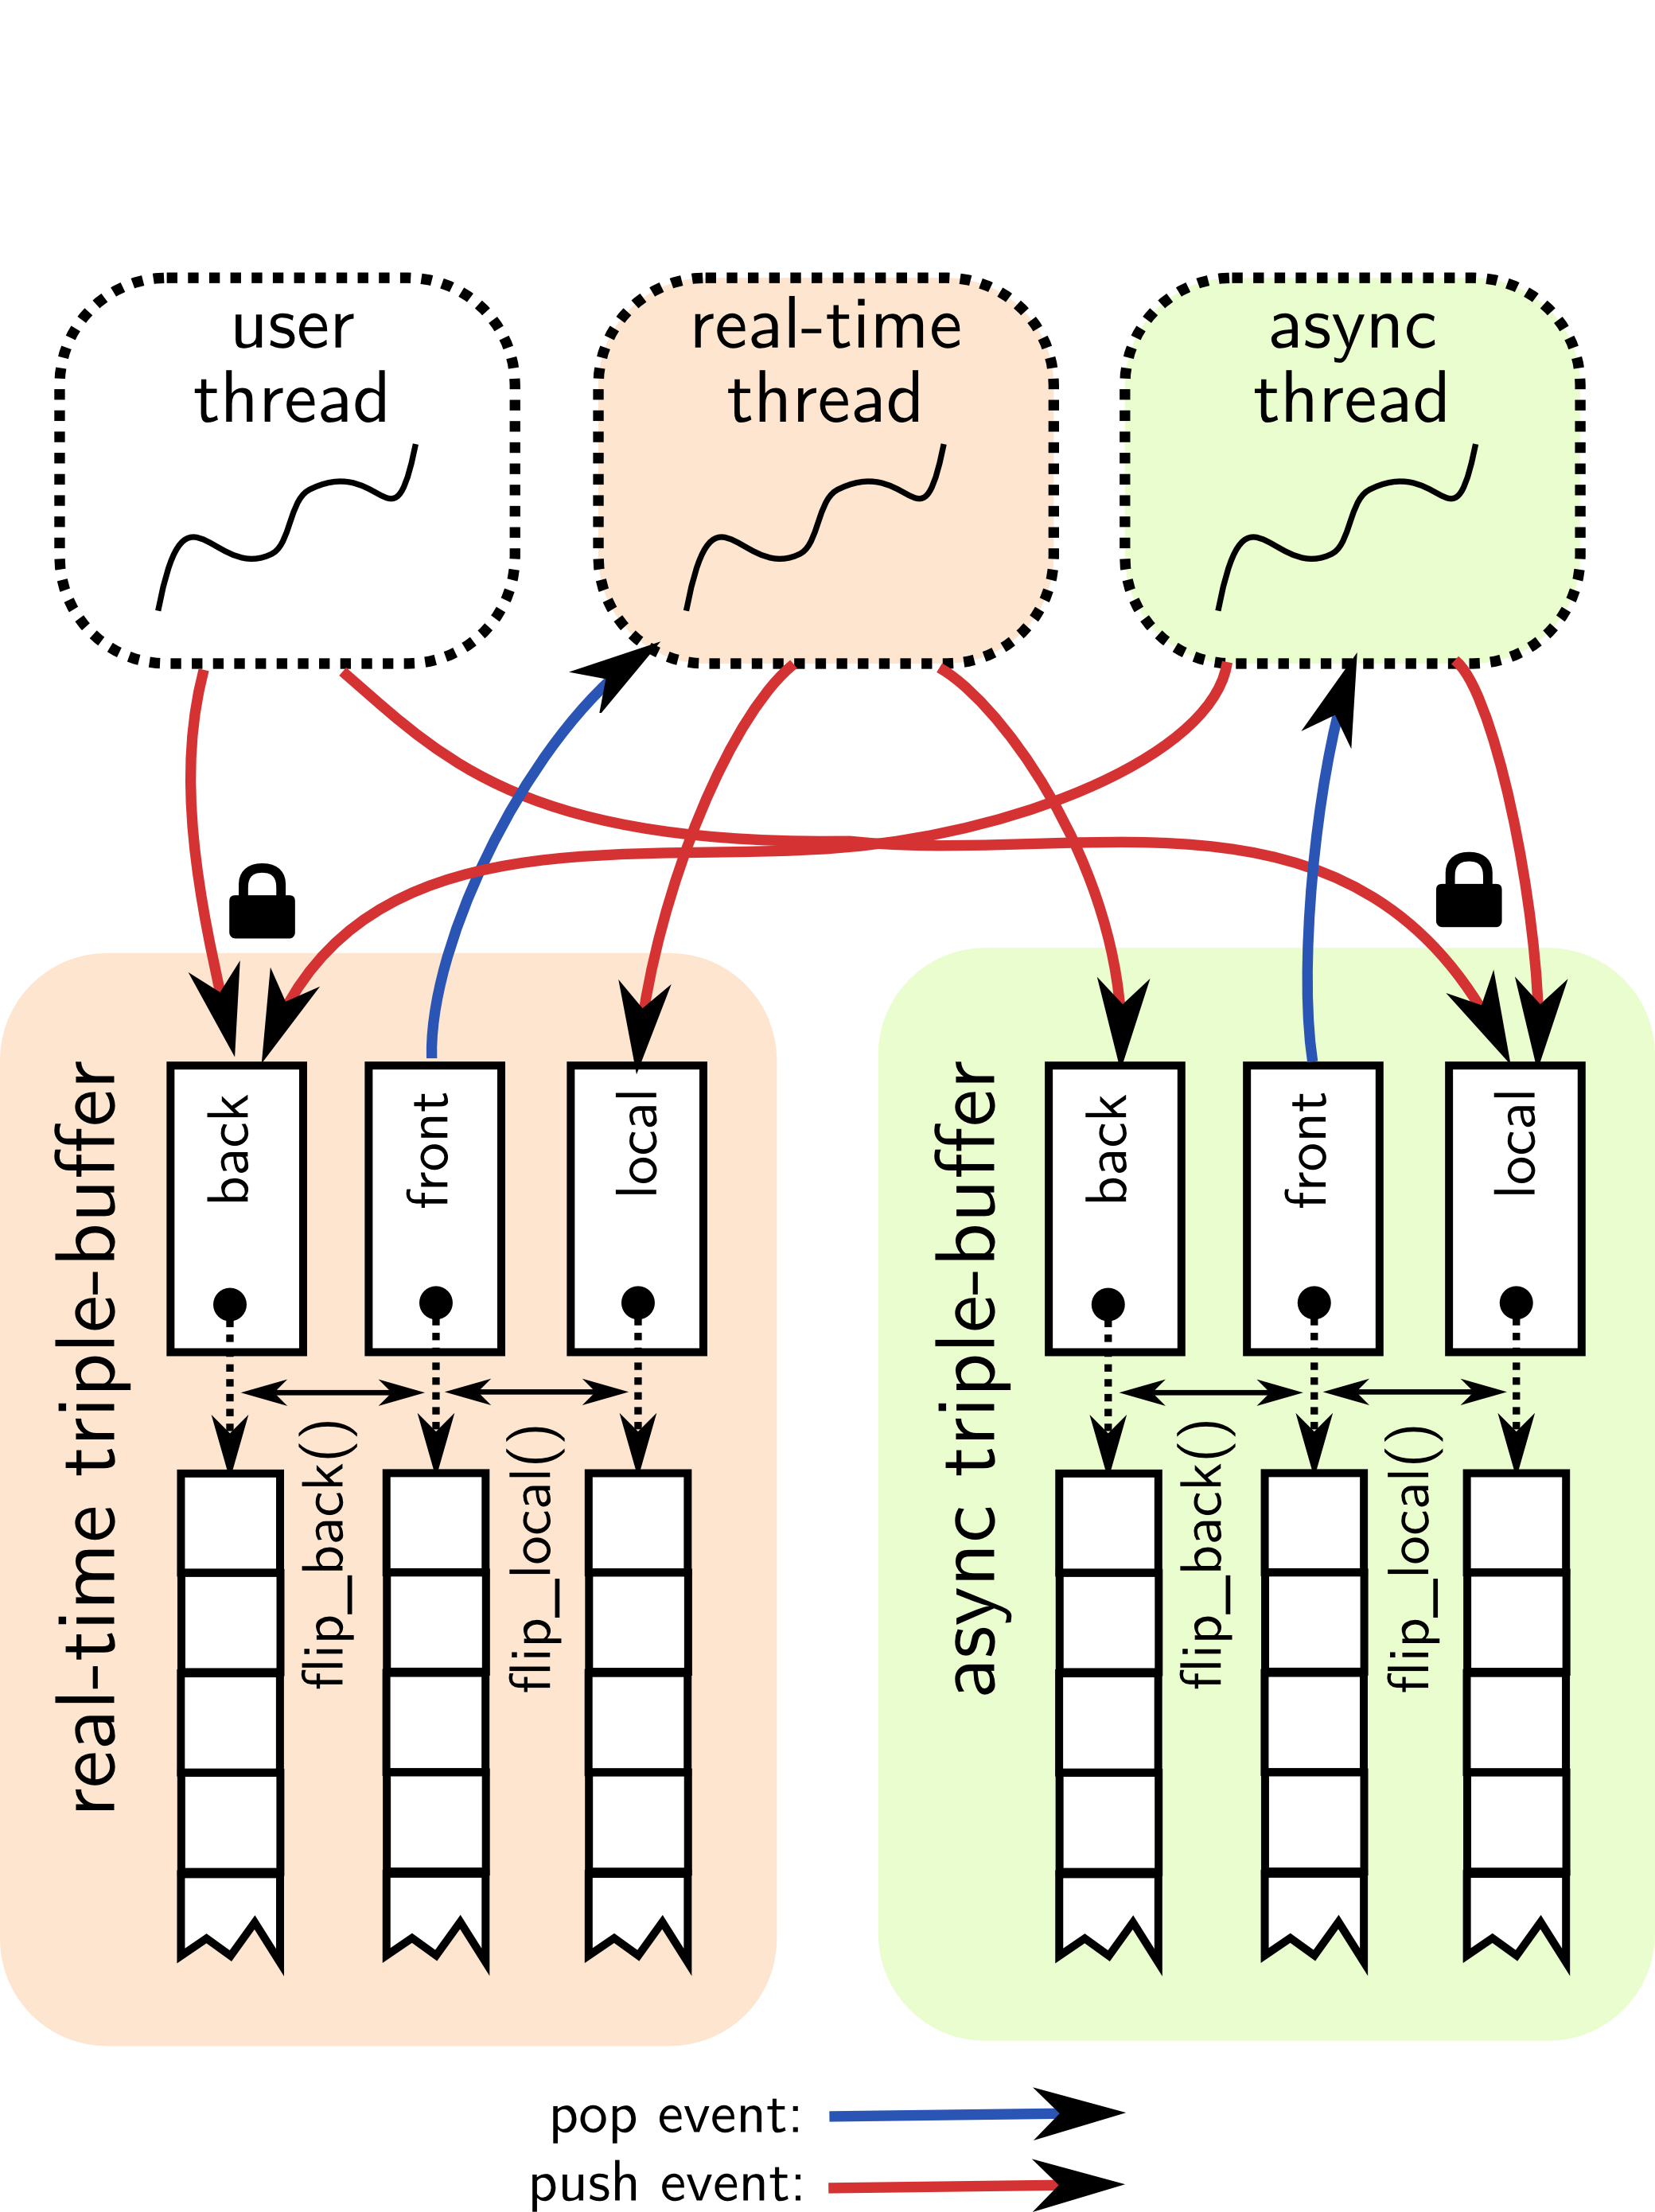 user
thread
real-time
thread
async
thread
real-time triple-buffer
back
front
local
flip_back()
flip_local()
async triple-buffer
back
front
local
flip_back()
flip_local()
pop event:
push event: